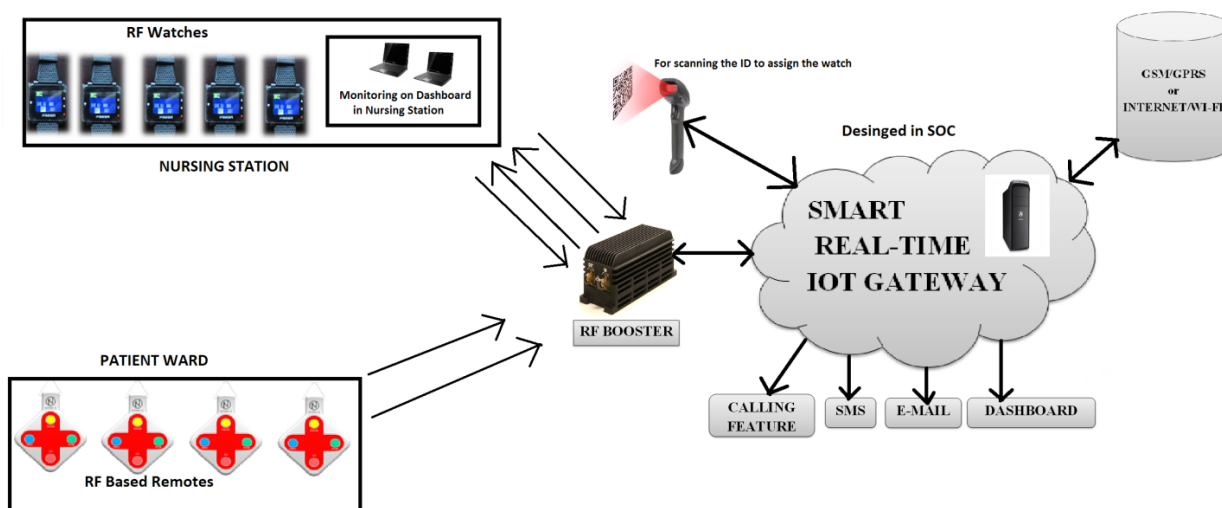 RF Watches
Monitoring on Dashboard
in Nursing Station
NURSING STATION
For scanning the ID to assign the watch
GSM/GPRS
or
INTERNET/WI-FI
Desinged in SOC
SMART
REAL-TIME
IOT GATEWAY
RF BOOSTER
PATIENT WARD
RF Based Remotes
CALLING
FEATURE
SMS
E-MAIL
DASHBOARD